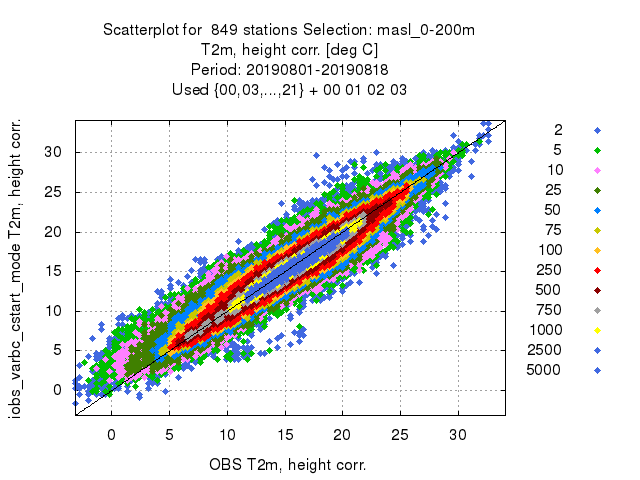 Scatterplot for 849 stations Selection: masl_0-200m
T2m, height corr. [deg C]
Period: 20190801-20190818
Used {00,03,...,21} + 00 01 02 03
iobs_varbc_cstart_mode T2m, height corr.
30
25
20
15
10
5
0
0 5 10 15 20 25 30
OBS T2m, height corr.
2
5
10
25
50
75
100
250
500
750
1000
2500
5000